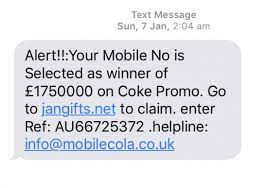 Text Message
Sun, 7 Jan, 2:04 am
Alert!!:Your Mobile No is
Selected as winner of
£1750000 on Coke Promo. Go
to jangifts.net to claim. enter
Ref: AU66725372 .helpline:
info@mobilecola.co.uk